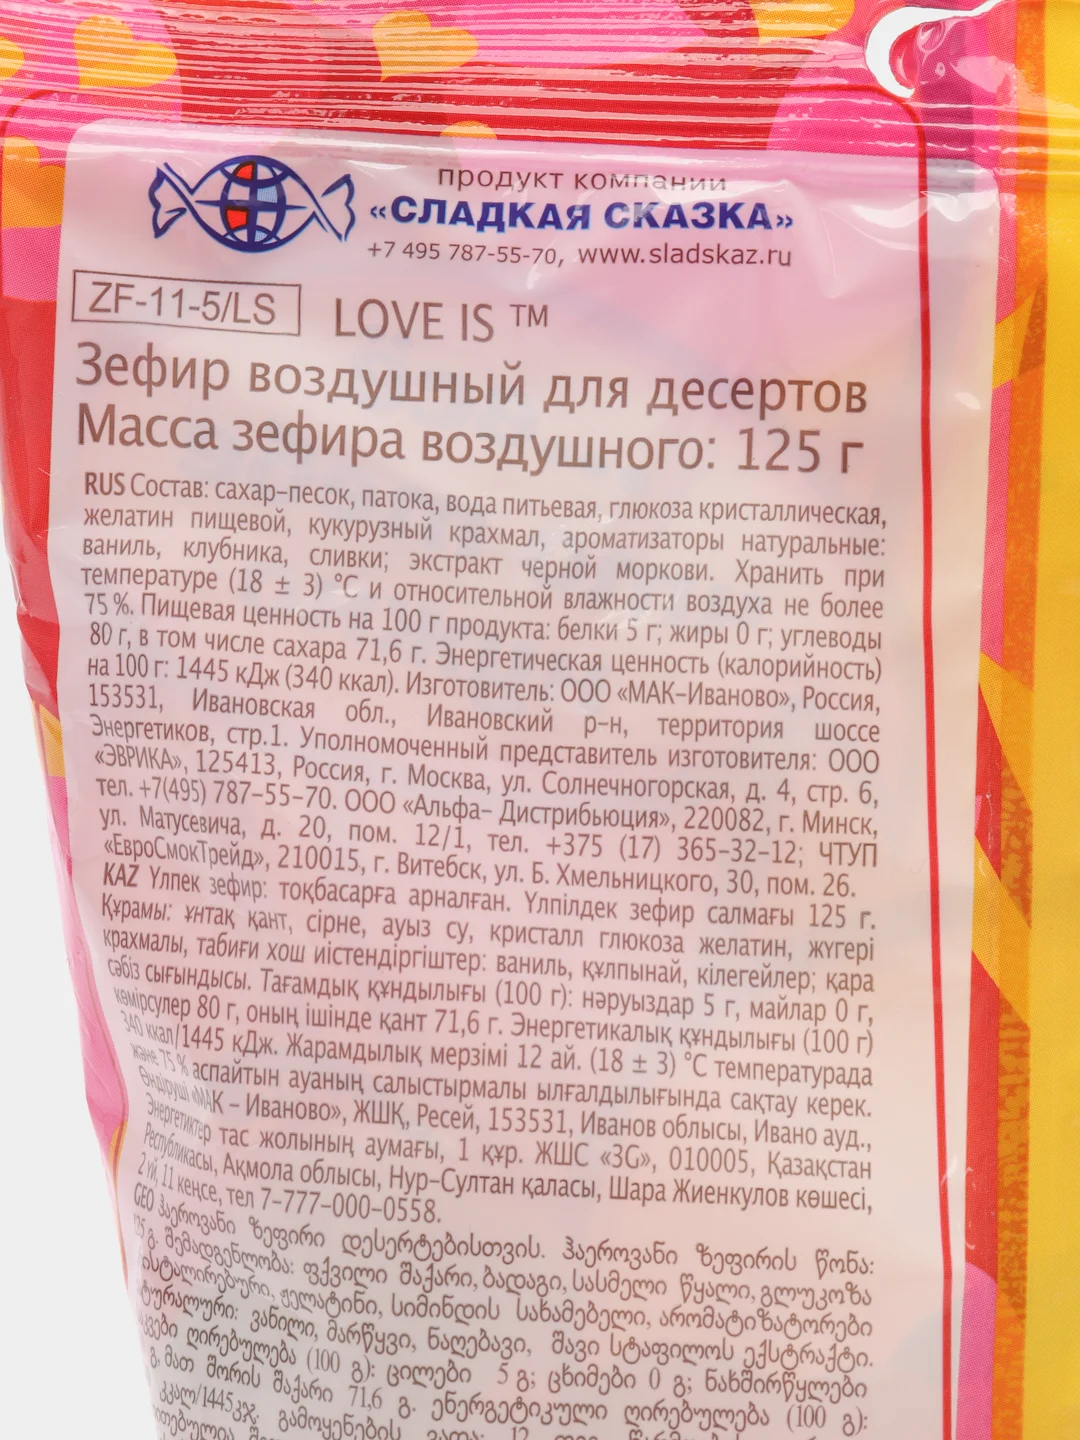 продукт компании
«СЛАДКАЯ СКАЗКА»
+7 495 787-55-70, www.sladskaz.ru
ZF-11-5/LS LOVE IS ™
Зефир воздушный для десертов
Масса зефира воздушного: 125 г
RUS Состав: сахар-песок, патока, вода питьевая, глюкоза кристаллическая,
желатин пищевой, кукурузный крахмал, ароматизаторы натуральные:
ваниль, клубника, сливки; экстракт черной моркови. Хранить при
температуре (18 ± 3) °С и относительной влажности воздуха не более
75 %. Пищевая ценность на 100 г продукта: белки 5 г; жиры 0 г; углеводы
80 г, в том числе сахара 71,6 г. Энергетическая ценность (калорийность)
на 100 г: 1445 кДж (340 ккал). Изготовитель: ООО «МАК-Иваново», Россия,
153531, Ивановская обл., Ивановский р-н, территория шоссе
Энергетиков, стр.1. Уполномоченный представитель изготовителя: ООО
«ЭВРИКА», 125413, Россия, г. Москва, ул. Солнечногорская, д. 4, стр. 6,
тел. +7(495) 787-55-70. ООО «Альфа- Дистрибьюция», 220082, г. Минск,
ул. Матусевича, д. 20, пом. 12/1, тел. +375 (17) 365-32-12; ЧТУП
«ЕвроСмокТрейд», 210015, г. Витебск, ул. Б. Хмельницкого, 30, пом. 26.
KAZ Үлпек зефир: тоқбасарға арналған. Үлпілдек зефир салмағы 125 г.
Құрамы: ұнтақ қант, сірне, ауыз су, кристалл глюкоза желатин, жүгері
крахмалы, табиғи хош иістендіргіштер: ваниль, құлпынай, кілегейлер; қара
сәбіз сығындысы. Тағамдық құндылығы (100 г): нәруыздар 5 г, майлар 0 г,
көмірсулер 80 г, оның ішінде қант 71,6 г. Энергетикалық құндылығы (100 г)
340 ккал/1445 кДж. Жарамдылық мерзімі 12 ай. (18 ± 3) °С температурада
және 75 % аспайтын ауаның салыстырмалы ылғалдылығында сақтау керек.
Өндіруші «МАК – Иваново», ЖШҚ, Ресей, 153531, Иванов облысы, Ивано ауд.,
Энергетиктер тас жолының аумағы, 1 құр. ЖШС «3G», 010005, Қазақстан
Республикасы, Ақмола облысы, Нур-Султан қаласы, Шара Жиенкулов көшесі,
2 үй, 11 кеңсе, тел 7-777-000-0558.
GEO ჰაეროვანი ზეფირი დესერტებისთვის. ჰაეროვანი ზეფირის წონა:
125 გ. შემადგენლობა: ფქვილი შაქარი, ბადაგი, სასმელი წყალი, გლუკოზა
ჟელატინი, სიმინდის სახამებელი, არომატიზატორები
ვანილი, მარწყვი, ნაღებავი, შავი სტაფილოს ექსტრაქტი.
ღირებულება (100 გ): ცილები 5 გ; ცხიმები 0 გ; ნახშირწყლები
გ, მათ შორის შაქარი 71,6 გ. ენერგეტიკული ღირებულება (100 გ):
კკალ/1445კჯ. გამოყენების ვადა: 12